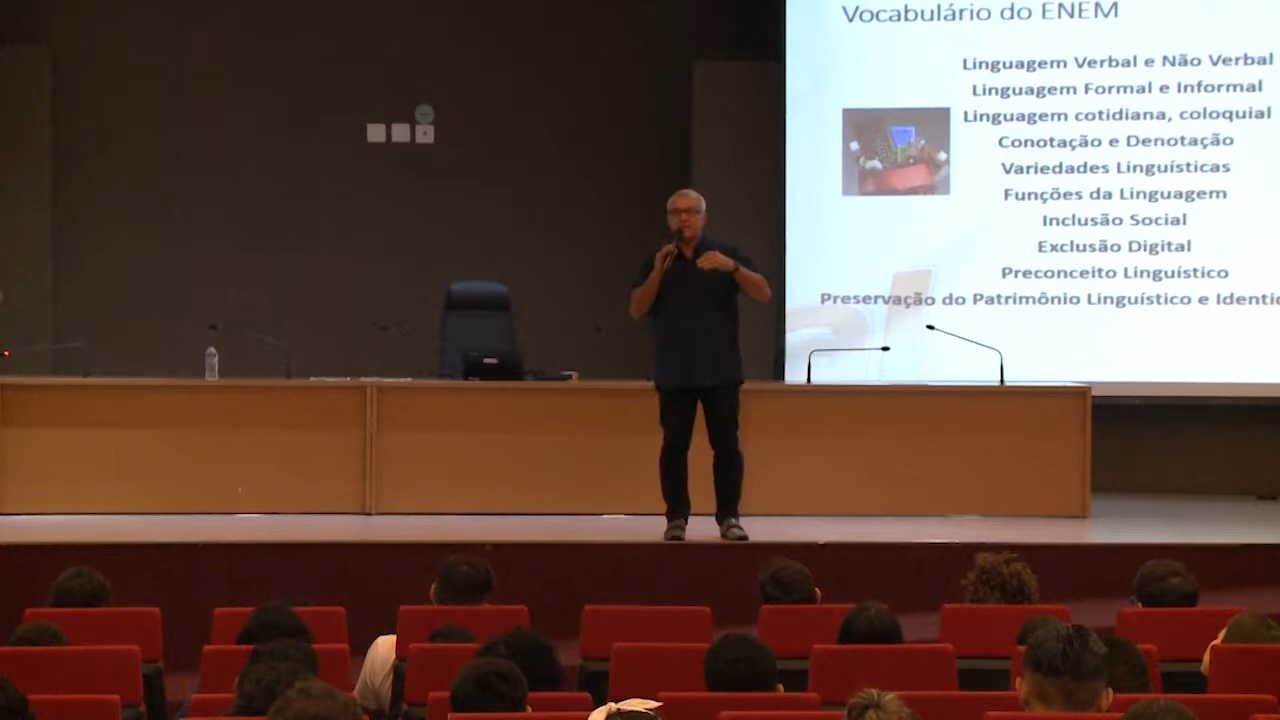 Vocabulário do ENEM
Linguagem Verbal e Não Verbal
Linguagem Formal e Informal
Linguagem cotidiana, coloquial
Conotação e Denotação
Variedades Linguísticas
Funções da Linguagem
Inclusão Social
Exclusão Digital
Preconceito Linguístico
Preservação do Patrimônio Linguístico e Identid